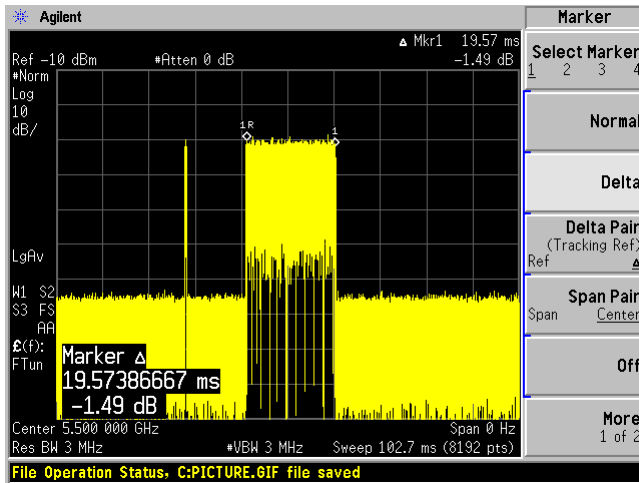 Agilent
Marker
Δ Mkr1 19.57 ms
Ref -10 dBm #Atten 0 dB -1.49 dB
#Norm
Log
10
dB/
1R
1
LgAv
W1 S2
S3 FS
AA
£(f):
FTun
Marker Δ
19.57386667 ms
-1.49 dB
Center 5.500 000 GHz Span 0 Hz
Res BW 3 MHz #VBW 3 MHz Sweep 102.7 ms (8192 pts)
File Operation Status, C:PICTURE.GIF file saved
Select Marker
1 2 3 4
Normal
Delta
Delta Pair
(Tracking Ref)
Ref Δ
Span Pair
Span Center
Off
More
1 of 2